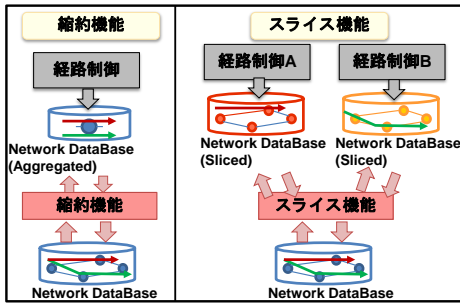 縮約機能
経路制御
Network DataBase
(Aggregated)
縮約機能
Network DataBase
スライス機能
経路制御A
経路制御B
Network DataBase
(Sliced)
Network DataBase
(Sliced)
スライス機能
Network DataBase